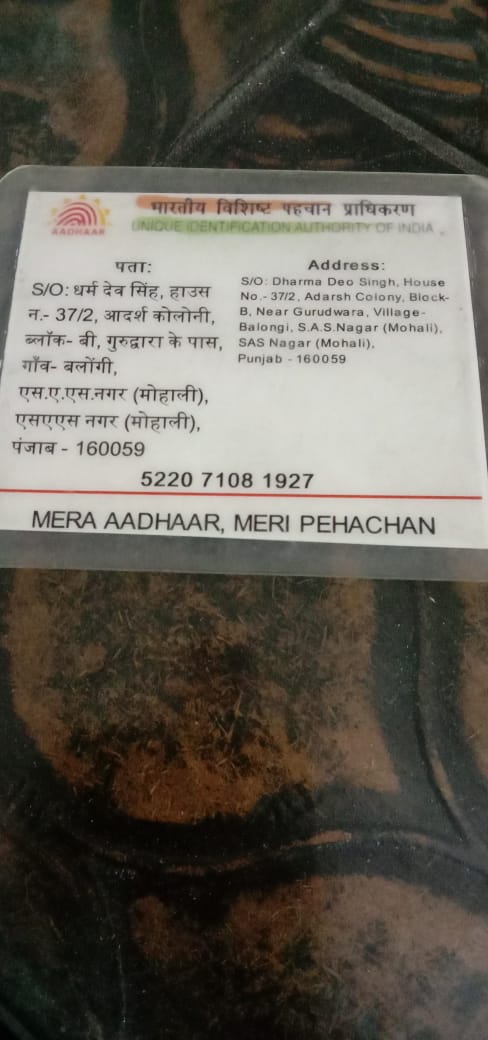 AADHAAR
भारतीय विशिष्ट पहचान प्राधिकरण
UNIQUE IDENTIFICATION AUTHORITY OF INDIA
पता:
S/O: धर्म देव सिंह, हाउस
न.- 37/2, आदर्श कोलोनी,
ब्लॉक- बी, गुरुद्वारा के पास,
गाँव- बलोंगी,
एस.ए.एस.नगर (मोहाली),
एसएएस नगर (मोहाली),
पंजाब - 160059
Address:
S/O: Dharma Deo Singh, House
No.- 37/2, Adarsh Colony, Block-
B, Near Gurudwara, Village-
Balongi, S.A.S.Nagar (Mohali),
SAS Nagar (Mohali),
Punjab - 160059
5220 7108 1927
MERA AADHAAR, MERI PEHACHAN